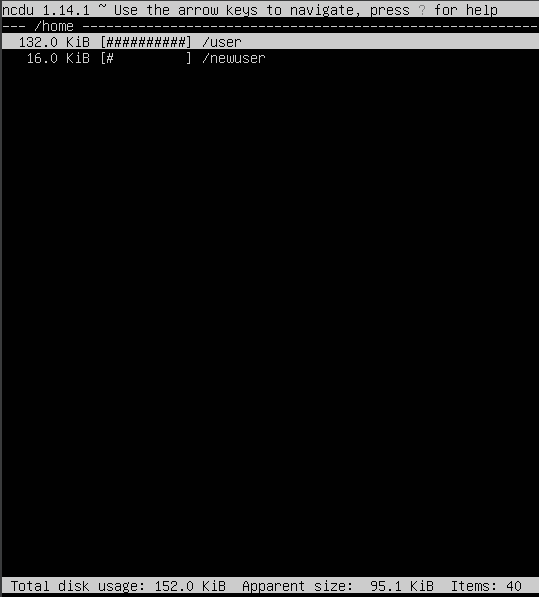 ncdu 1.14.1 ~ Use the arrow keys to navigate, press ? for help
--- /home ----------------------------------------------------------
  132.0 KiB [##########] /user
   16.0 KiB [#         ] /newuser
 Total disk usage: 152.0 KiB  Apparent size:  95.1 KiB  Items: 40